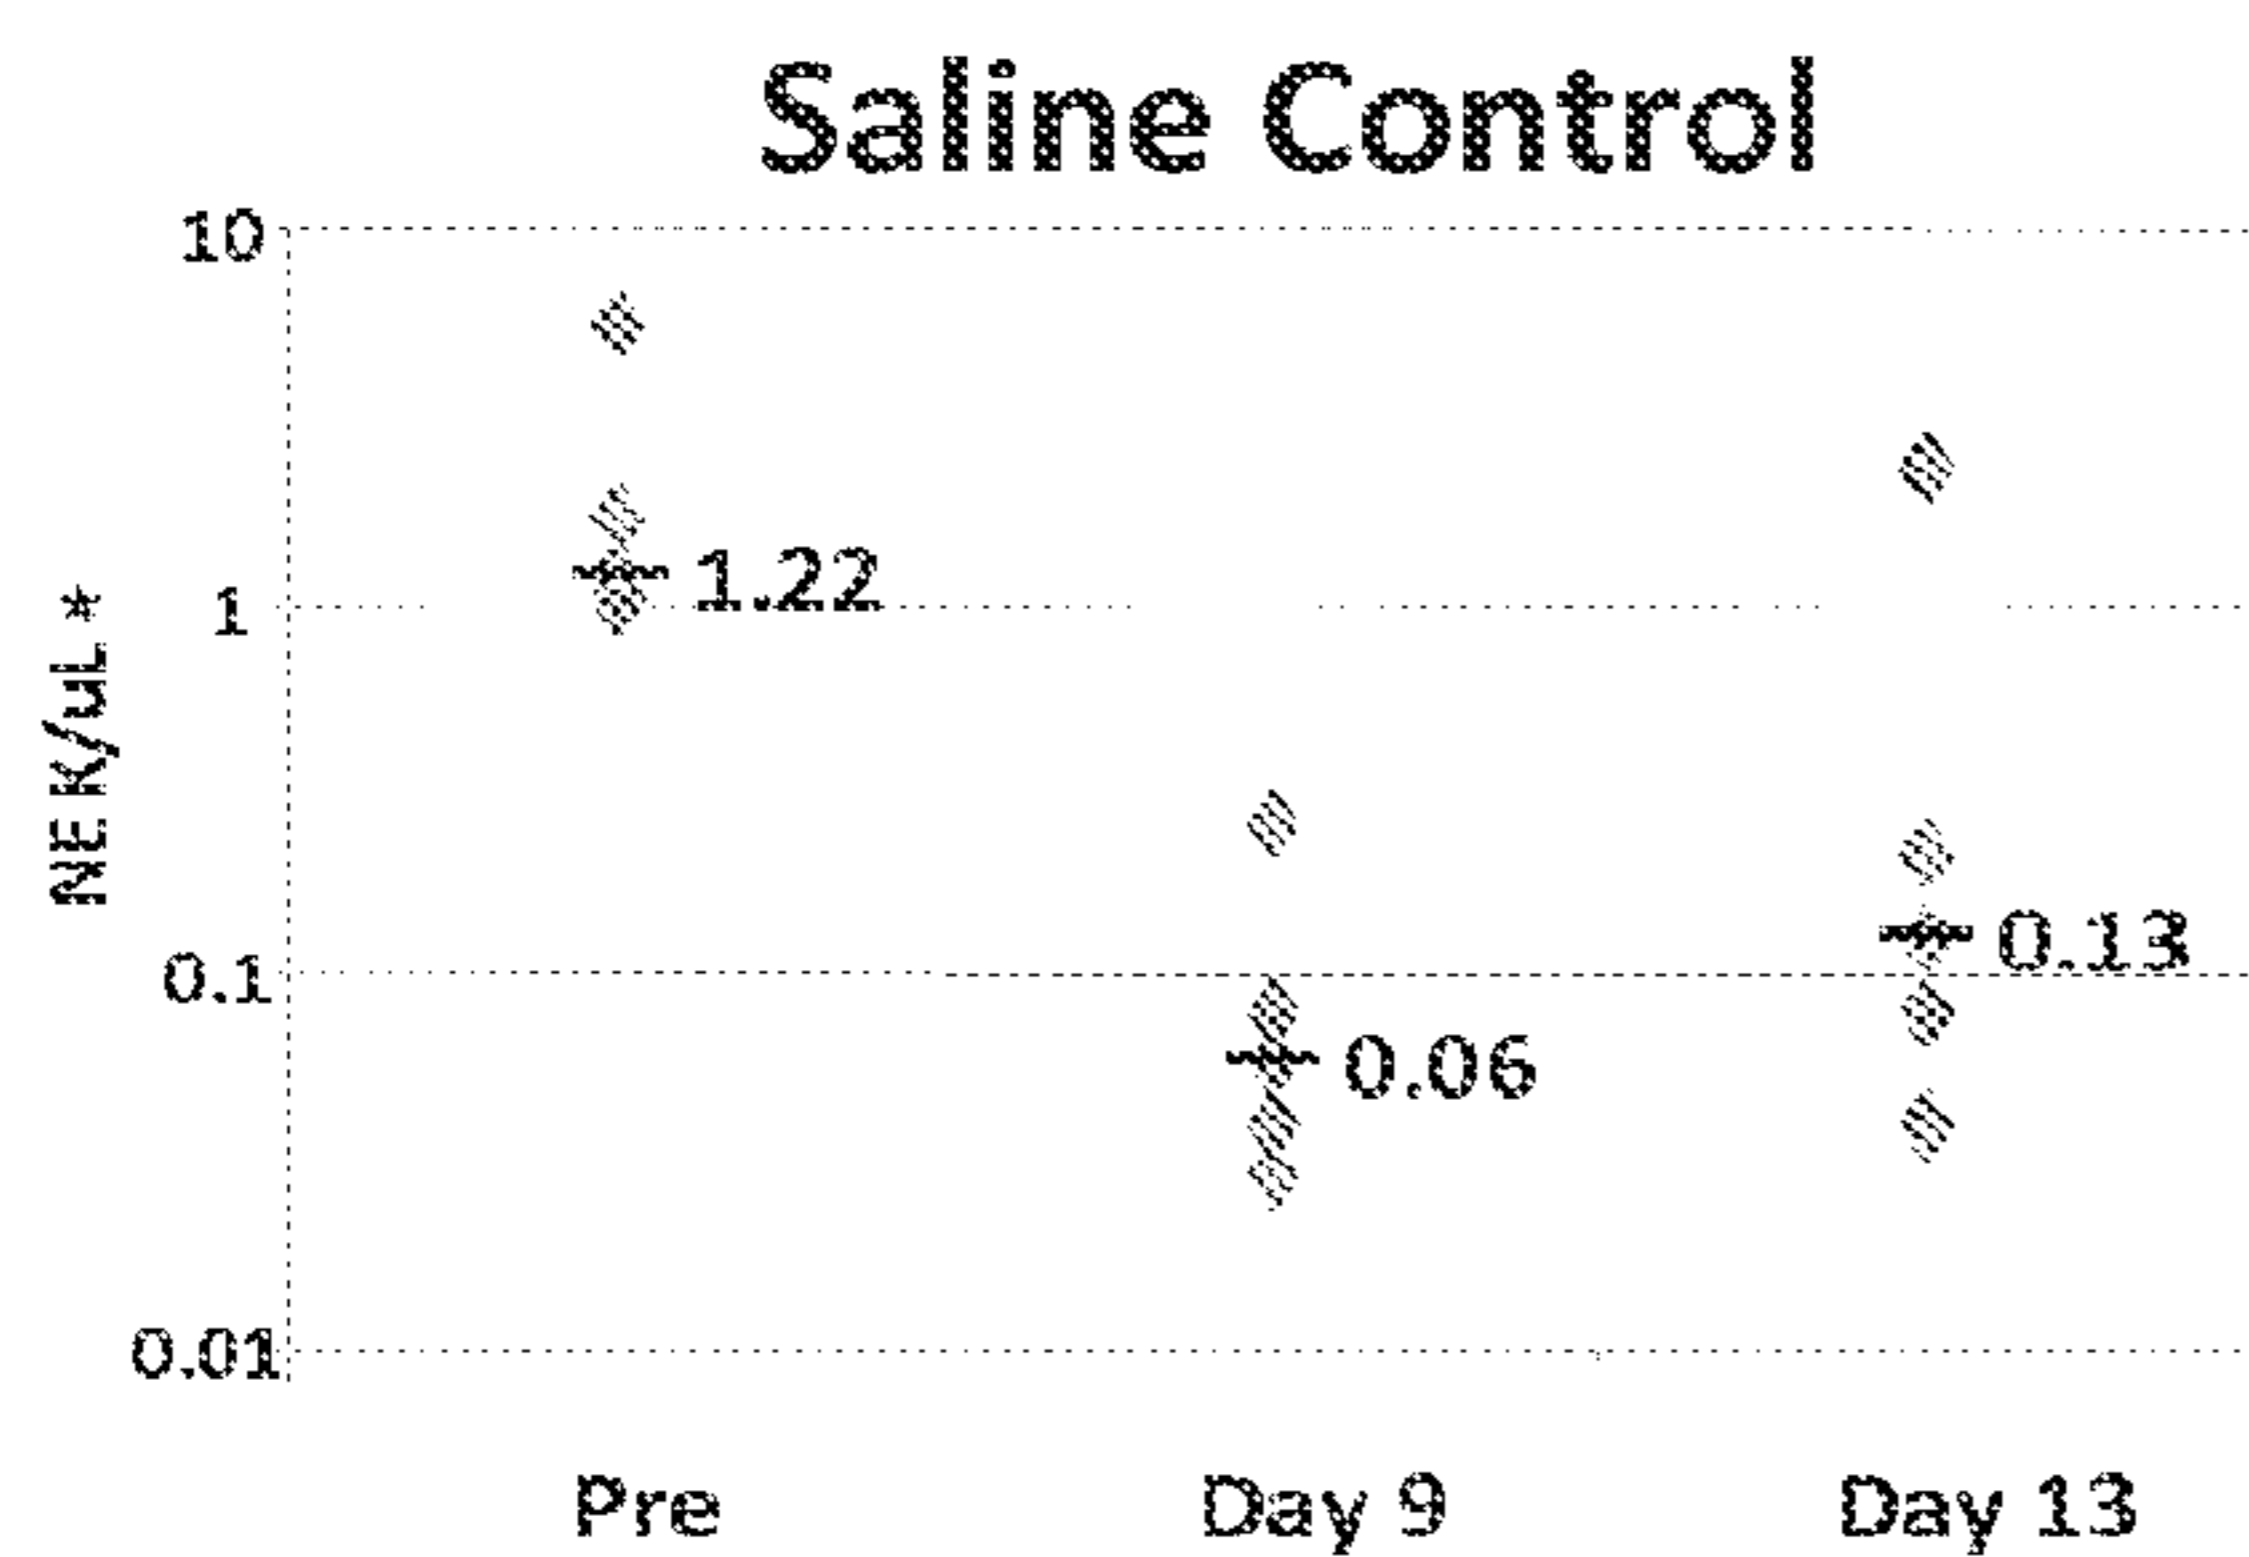 Saline Control
10
1
0.1
0.01
NE K/uL *
1.22
0.06
0.13
Pre
Day 9
Day 13